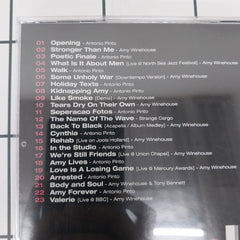 01 Opening - Antonio Pinto
02 Stronger Than Me - Amy Winehouse
03 Poetic Finale - Antonio Pinto
04 What Is It About Men (Live @ North Sea Jazz Festival) - Amy Winehouse
05 Walk - Antonio Pinto
06 Some Unholy War (Downtempo Version) - Amy Winehouse
07 Holiday Texts - Antonio Pinto
08 Kidnapping Amy - Antonio Pinto
09 Like Smoke (Demo) - Amy Winehouse
10 Tears Dry On Their Own - Amy Winehouse
11 Seperacao Fotos - Antonio Pinto
12 The Name Of The Wave - Strange Cargo
13 Back To Black (Acapella / Album Medley) - Amy Winehouse
14 Cynthia - Antonio Pinto
15 Rehab (Live on Jools Holland) - Amy Winehouse
16 In the Studio - Antonio Pinto
17 We're Still Friends (Live @ Union Chapel) - Amy Winehouse
18 Amy Lives - Antonio Pinto
19 Love Is A Losing Game (Live @ Mercury Awards) - Amy Winehouse
20 Arrested - Antonio Pinto
21 Body and Soul - Amy Winehouse & Tony Bennett
22 Amy Forever - Antonio Pinto
23 Valerie (Live @ BBC) - Amy Winehouse